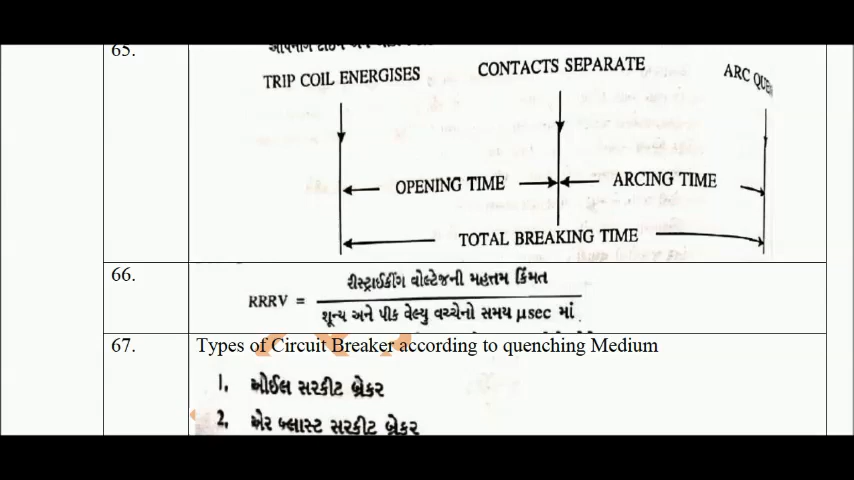 65.
TRIP COIL ENERGISES
CONTACTS SEPARATE
ARC
OPENING TIME
ARCING TIME
TOTAL BREAKING TIME
66.
રીસ્ટ્રાઈકીંગ વોલ્ટેજની મહત્તમ કિંમત
RRRV =
શૂન્ય અને પીક વેલ્યુ વચ્ચેનો સમય µsec માં
67.
Types of Circuit Breaker according to quenching Medium
1. ઓઈલ સરકીટ બ્રેકર
2. એર બ્લાસ્ટ સરકીટ બ્રેકર